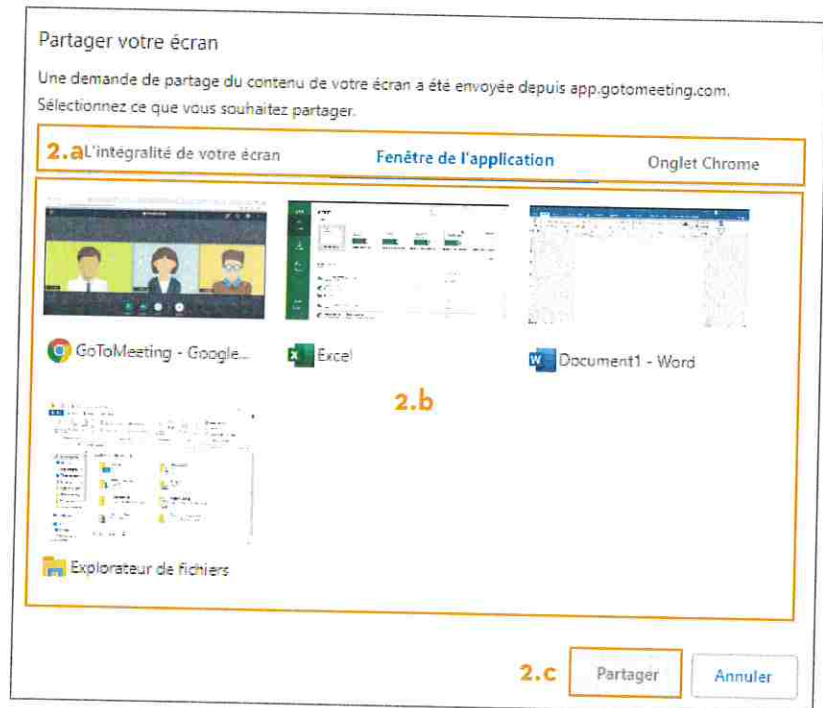 Partager votre écran
Une demande de partage du contenu de votre écran a été envoyée depuis app.gotomeeting.com.
Sélectionnez ce que vous souhaitez partager.
2.a L'intégralité de votre écran Fenêtre de l'application Onglet Chrome
GoToMeeting - Google... Excel Document1 - Word
2.b
Explorateur de fichiers
2.c Partager Annuler